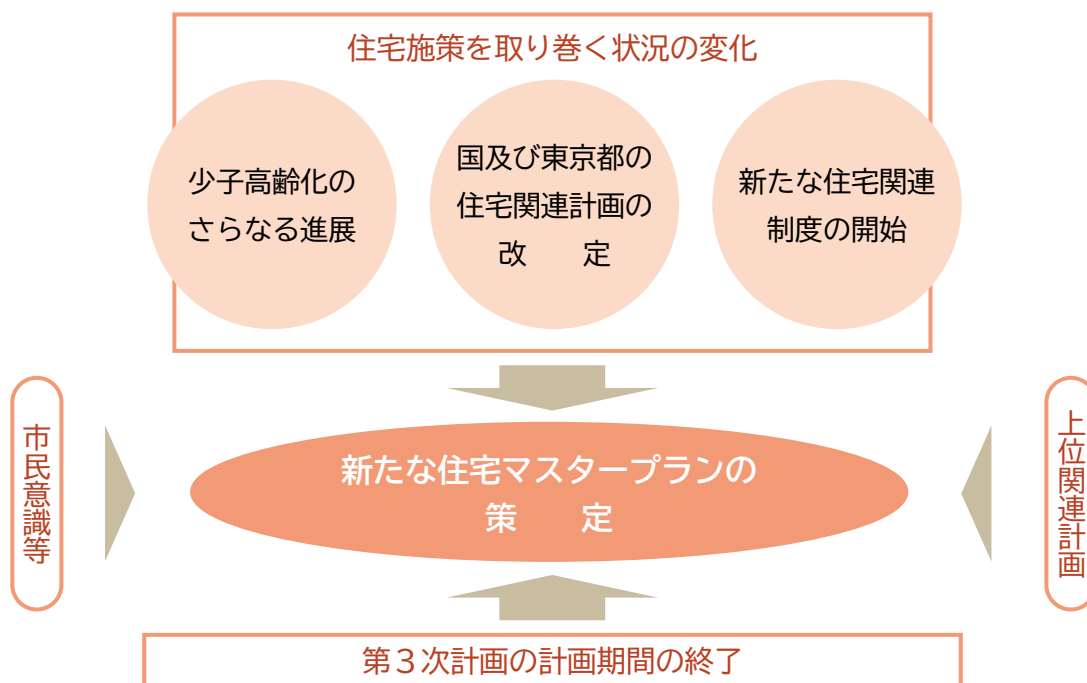 住宅施策を取り巻く状況の変化
少子高齢化の
さらなる進展
国及び東京都の
住宅関連計画の
改　　定
新たな住宅関連
制度の開始
市民意識等
新たな住宅マスタープランの
策　　定
上位関連計画
第３次計画の計画期間の終了